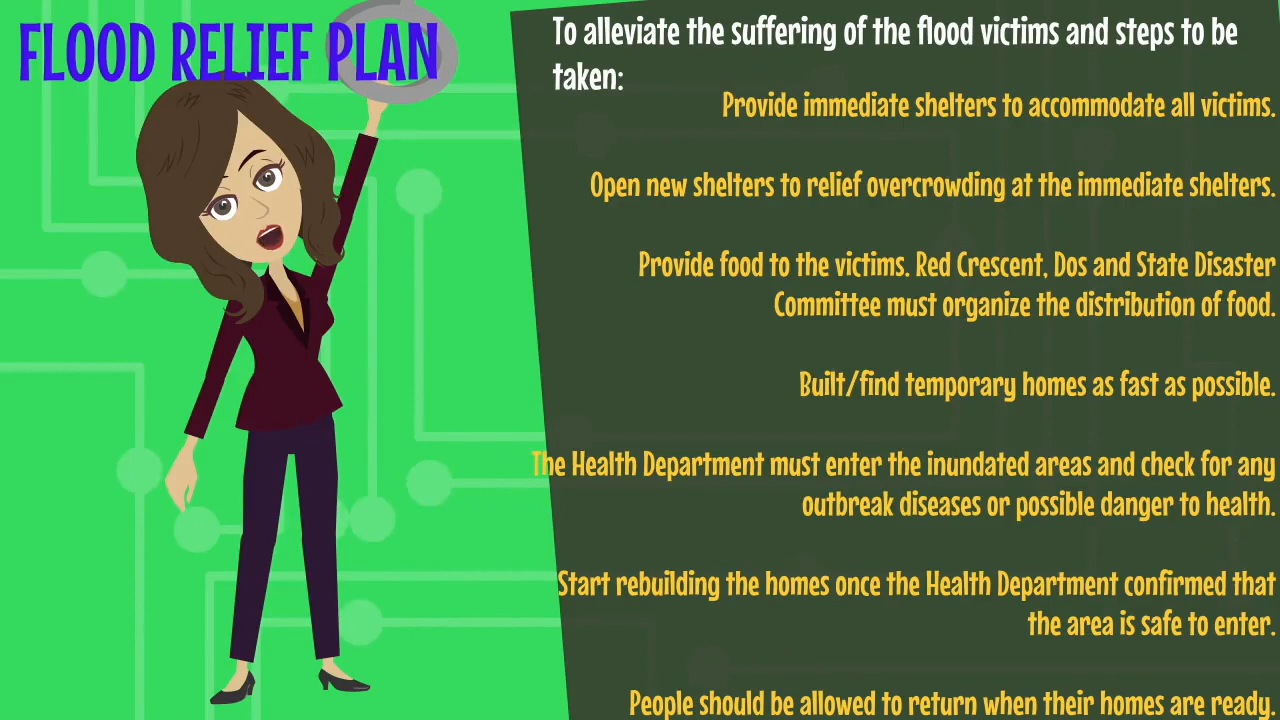 FLOOD RELIEF PLAN
To alleviate the suffering of the flood victims and steps to be
taken:
Provide immediate shelters to accommodate all victims.
Open new shelters to relief overcrowding at the immediate shelters.
Provide food to the victims. Red Crescent, Dos and State Disaster
Committee must organize the distribution of food.
Built/find temporary homes as fast as possible.
The Health Department must enter the inundated areas and check for any
outbreak diseases or possible danger to health.
Start rebuilding the homes once the Health Department confirmed that
the area is safe to enter.
People should be allowed to return when their homes are ready.